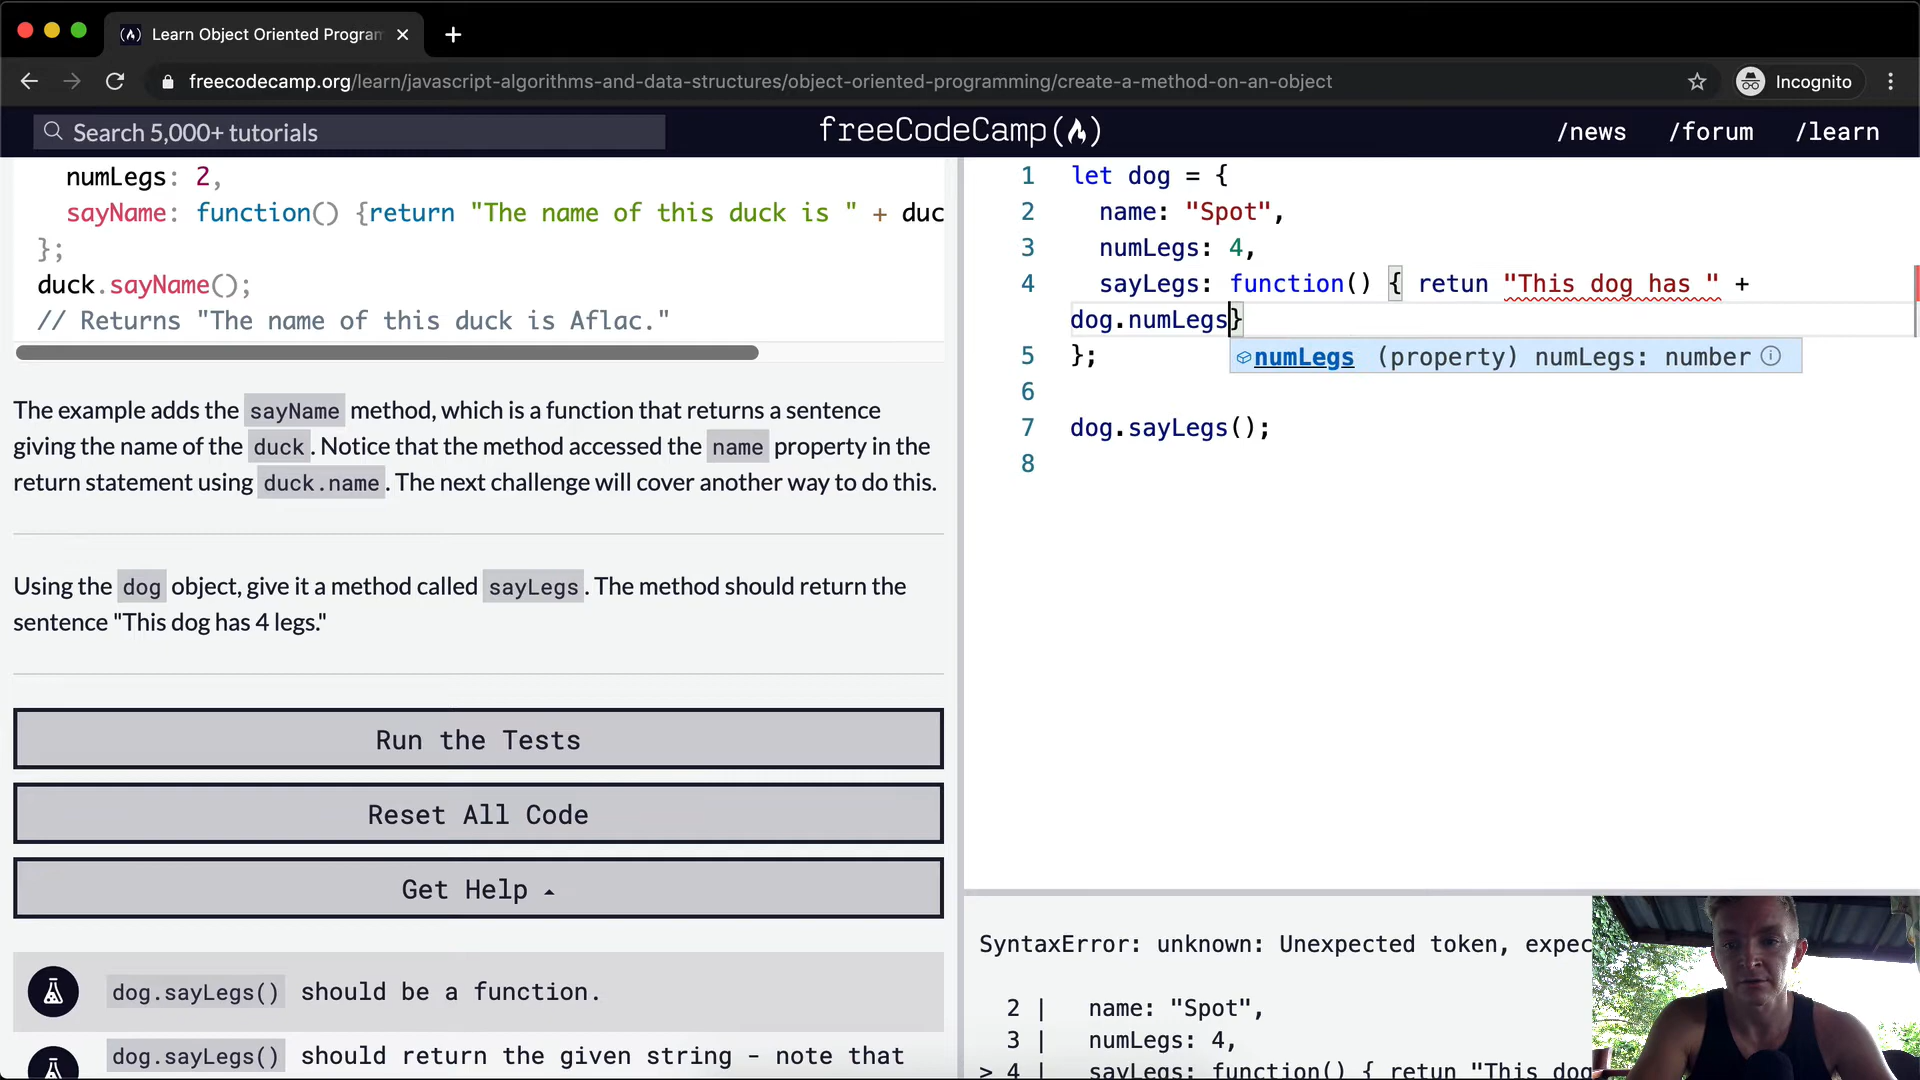 Learn Object Oriented Program
freecodecamp.org/learn/javascript-algorithms-and-data-structures/object-oriented-programming/create-a-method-on-an-object
Incognito
Search 5,000+ tutorials
freeCodeCamp
/news
/forum
/learn
numLegs: 2,
sayName: function() {return "The name of this duck is " + duc
};
duck.sayName();
// Returns "The name of this duck is Aflac."
The example adds the sayName method, which is a function that returns a sentence
giving the name of the duck. Notice that the method accessed the name property in the
return statement using duck.name. The next challenge will cover another way to do this.
Using the dog object, give it a method called sayLegs. The method should return the
sentence "This dog has 4 legs."
Run the Tests
Reset All Code
Get Help
dog.sayLegs() should be a function.
dog.sayLegs() should return the given string - note that
1 let dog = {
2 name: "Spot",
3 numLegs: 4,
4 sayLegs: function() { retun "This dog has " +
dog.numLegs}
5 };
numLegs (property) numLegs: number
6
7 dog.sayLegs();
8
SyntaxError: unknown: Unexpected token, expec
2 | name: "Spot",
3 | numLegs: 4,
> 4 | sayLegs: function() { retun "This dog